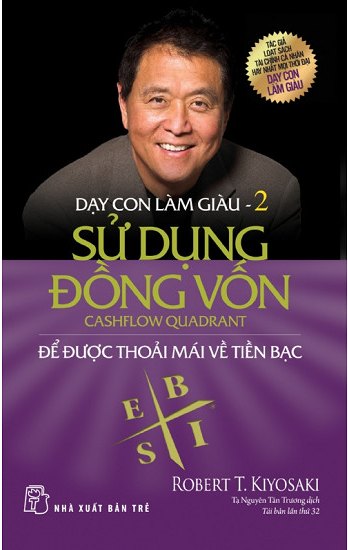 TÁC GIẢ
LOẠT SÁCH
TÀI CHÍNH CÁ NHÂN
HAY NHẤT MỌI THỜI ĐẠI
DẠY CON
LÀM GIÀU
DẠY CON LÀM GIÀU - 2
SỬ DỤNG
ĐỒNG VỐN
CASHFLOW QUADRANT
ĐỂ ĐƯỢC THOẢI MÁI VỀ TIỀN BẠC
E B
S I
ROBERT T. KIYOSAKI
Tạ Nguyên Tấn Trương dịch
Tái bản lần thứ 32
NHÀ XUẤT BẢN TRẺ